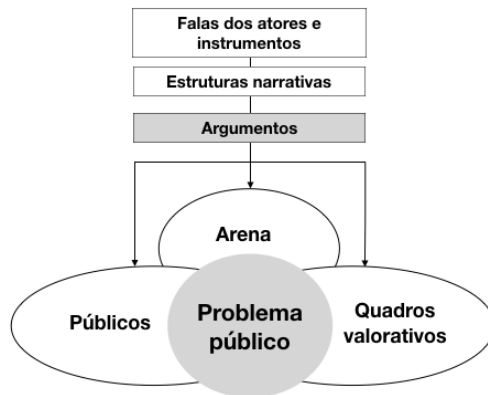 Falas dos atores e
instrumentos
Estruturas narrativas
Argumentos
Arena
Públicos
Problema
público
Quadros
valorativos